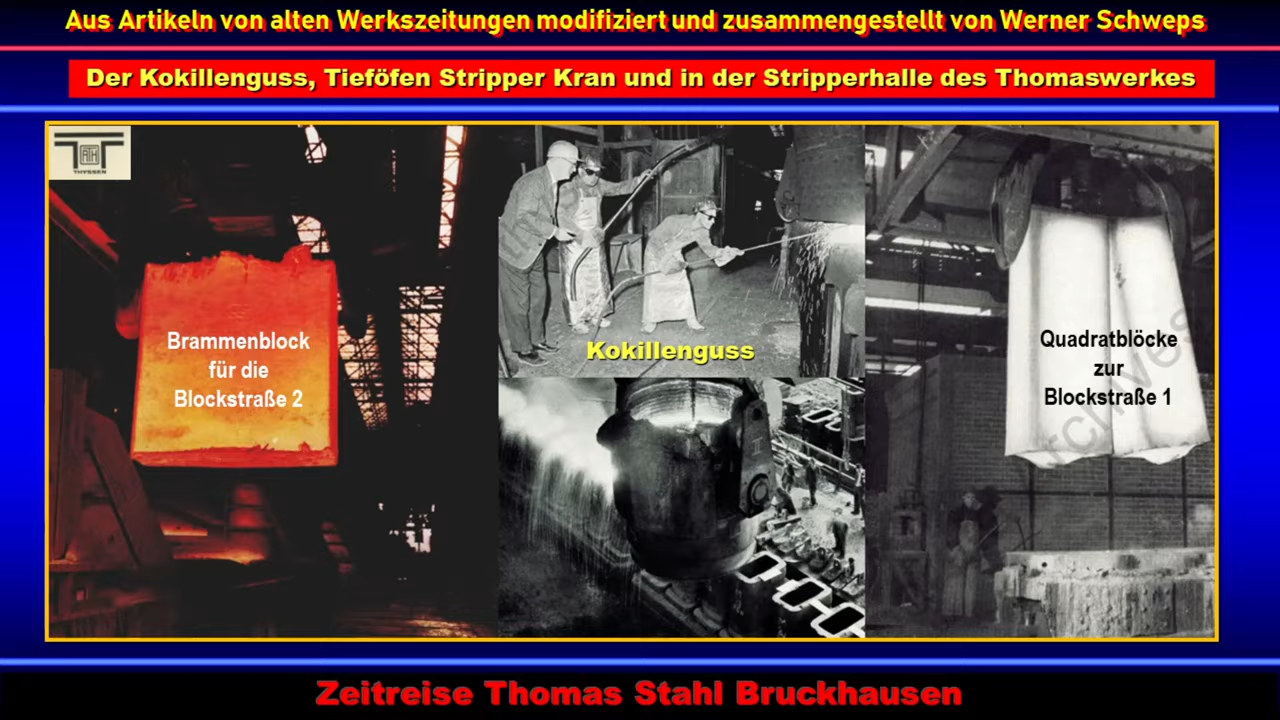 Aus Artikeln von alten Werkszeitungen modifiziert und zusammengestellt von Werner Schweps
Der Kokillenguss, Tieföfen Stripper Kran und in der Stripperhalle des Thomaswerkes
ATH
THYSSEN
Brammenblock
für die
Blockstraße 2
Kokillenguss
Quadratblöcke
zur
Blockstraße 1
Zeitreise Thomas Stahl Bruckhausen